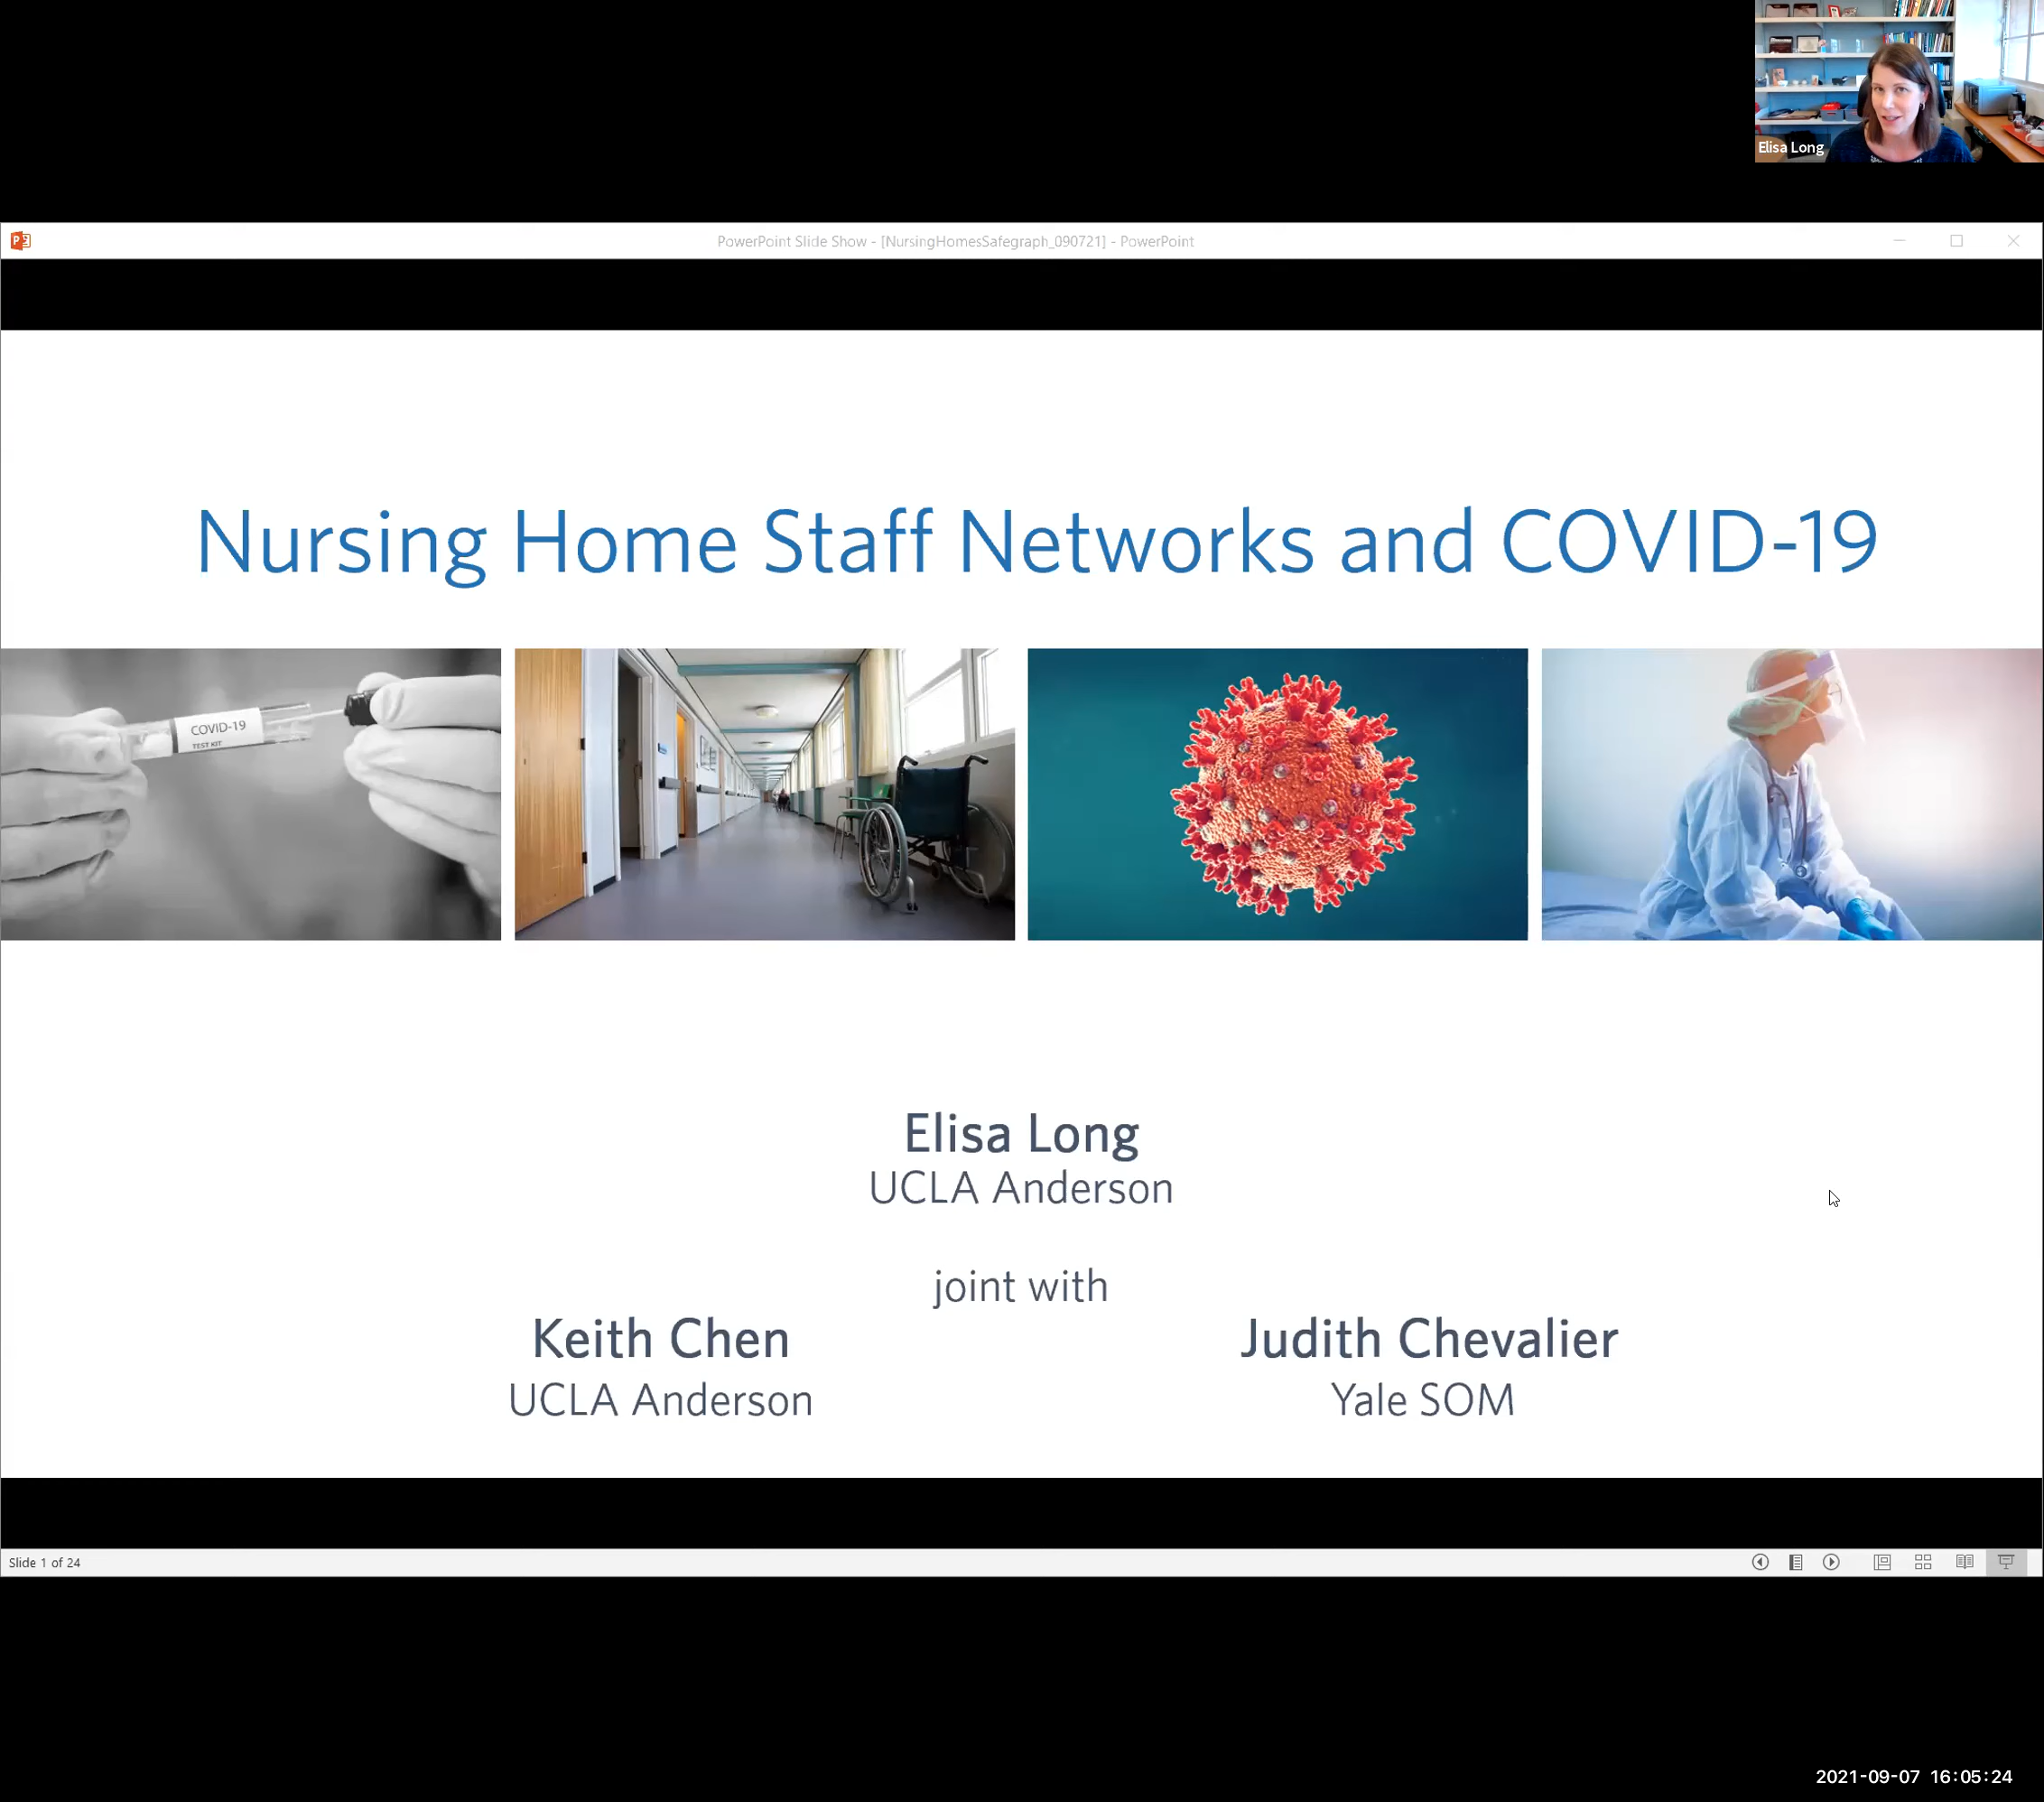 Elisa Long
PowerPoint Slide Show - [NursingHomesSafegraph_090721] - PowerPoint
Nursing Home Staff Networks and COVID-19
COVID-19
TEST KIT
Elisa Long
UCLA Anderson
joint with
Keith Chen
UCLA Anderson
Judith Chevalier
Yale SOM
Slide 1 of 24
2021-09-07 16:05:24